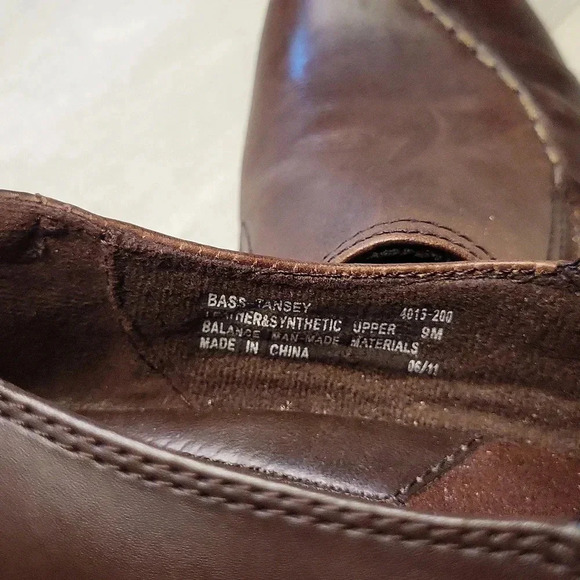 BASS-TANSEY 4015-200
LEATHER&SYNTHETIC UPPER 9M
BALANCE MAN-MADE MATERIALS
MADE IN CHINA 06/11